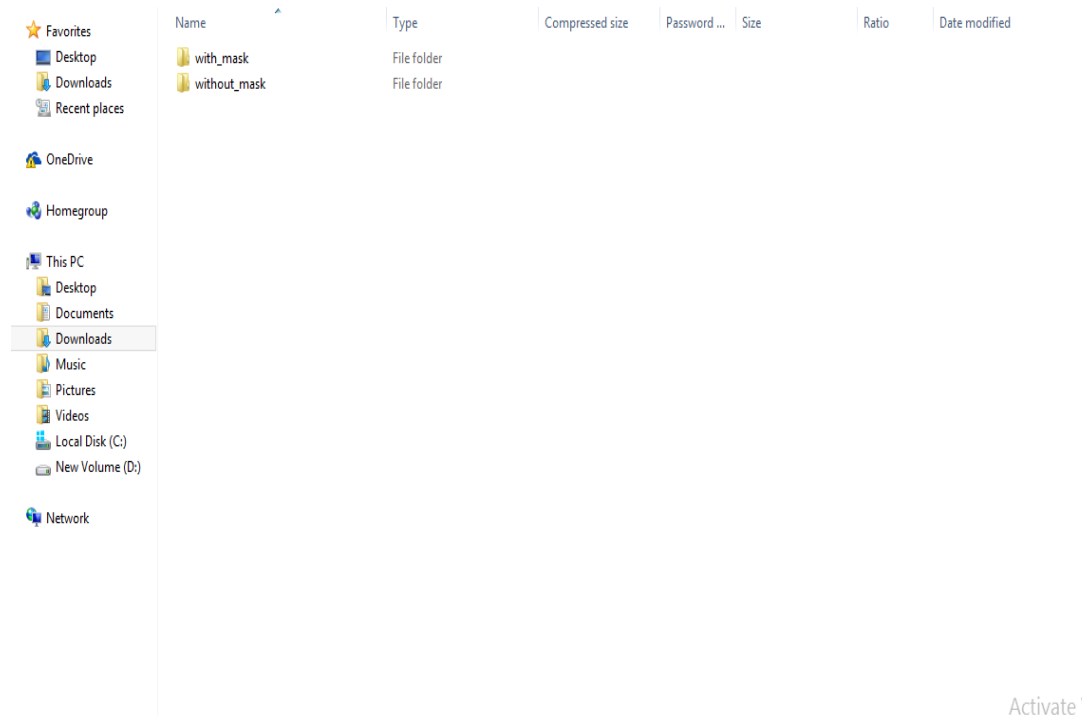 Name Type Compressed size Password ... Size Ratio Date modified
Favorites
Desktop
Downloads
Recent places
OneDrive
Homegroup
This PC
Desktop
Documents
Downloads
Music
Pictures
Videos
Local Disk (C:)
New Volume (D:)
Network
with_mask File folder
without_mask File folder
Activate